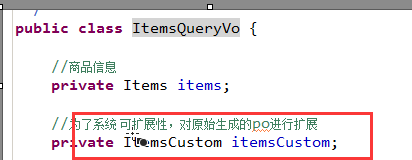 public class ItemsQueryVo {
//商品信息
private Items items;
//为了系统 可扩展性，对原始生成的po进行扩展
private ItemsCustom itemsCustom;